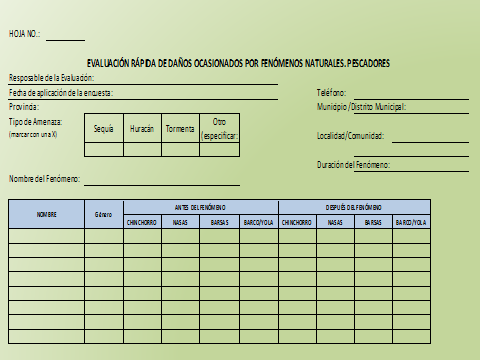 HOJA NO.:
EVALUACIÓN RÁPIDA DE DAÑOS OCASIONADOS POR FENÓMENOS NATURALES. PESCADORES
Resposable de la Evaluación:
Fecha de aplicación de la encuesta: Teléfono:
Provincia: Municipio /Distrito Municipal:
Tipo de Amenaza:
(marcar con una X)
Sequía Huracán Tormenta Otro (especificar:
Localidad/Comunidad:
Duración del Fenómeno:
Nombre del Fenómeno:
NOMBRE Género ANTES DEL FENÓMENO DESPUÉS DEL FENÓMENO
CHINCHORRO NASAS BARSAS BARCO/YOLA CHINCHORRO NASAS BARSAS BARCO/YOLA